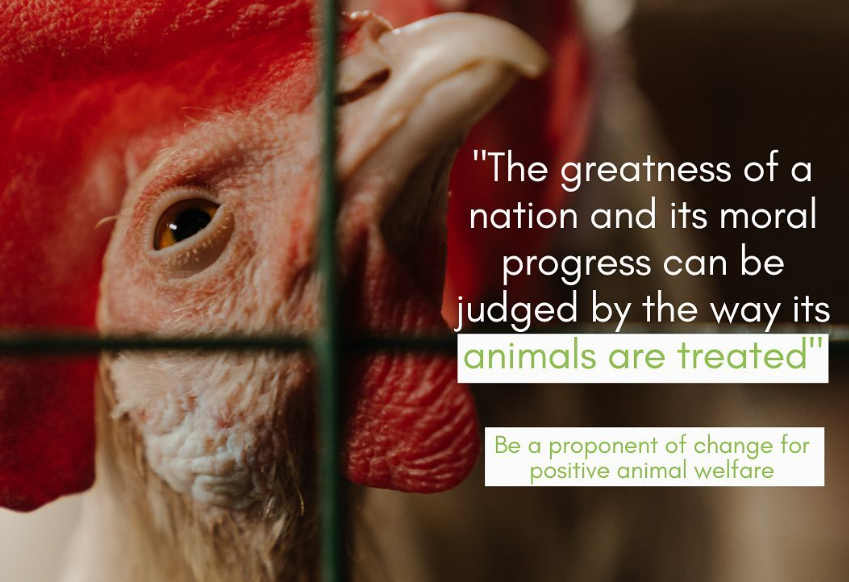 "The greatness of a
nation and its moral
progress can be
judged by the way its
animals are treated"
Be a proponent of change for
positive animal welfare